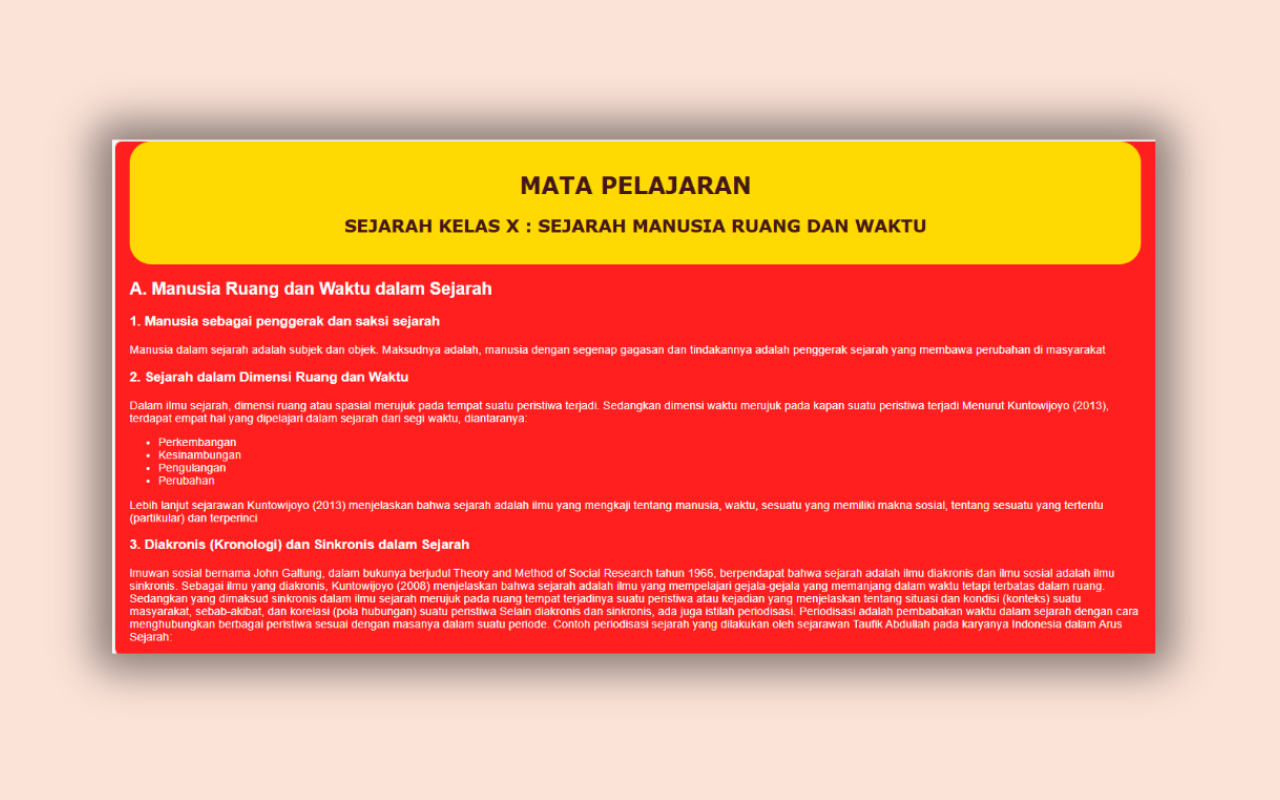 MATA PELAJARAN
SEJARAH KELAS X : SEJARAH MANUSIA RUANG DAN WAKTU
A. Manusia Ruang dan Waktu dalam Sejarah
1. Manusia sebagai penggerak dan saksi sejarah
Manusia dalam sejarah adalah subjek dan objek. Maksudnya adalah, manusia dengan segenap gagasan dan tindakannya adalah penggerak sejarah yang membawa perubahan di masyarakat
2. Sejarah dalam Dimensi Ruang dan Waktu
Dalam ilmu sejarah, dimensi ruang atau spasial merujuk pada tempat suatu peristiwa terjadi. Sedangkan dimensi waktu merujuk pada kapan suatu peristiwa terjadi Menurut Kuntowijoyo (2013),
terdapat empat hal yang dipelajari dalam sejarah dari segi waktu, diantaranya:
• Perkembangan
• Kesinambungan
• Pengulangan
• Perubahan
Lebih lanjut sejarawan Kuntowijoyo (2013) menjelaskan bahwa sejarah adalah ilmu yang mengkaji tentang manusia, waktu, sesuatu yang memiliki makna sosial, tentang sesuatu yang tertentu
(partikular) dan terperinci
3. Diakronis (Kronologi) dan Sinkronis dalam Sejarah
Imuwan sosial bernama John Galtung, dalam bukunya berjudul Theory and Method of Social Research tahun 1966, berpendapat bahwa sejarah adalah ilmu diakronis dan ilmu sosial adalah ilmu
sinkronis. Sebagai ilmu yang diakronis, Kuntowijoyo (2008) menjelaskan bahwa sejarah adalah ilmu yang mempelajari gejala-gejala yang memanjang dalam waktu tetapi terbatas dalam ruang.
Sedangkan yang dimaksud sinkronis dalam ilmu sejarah merujuk pada ruang tempat terjadinya suatu peristiwa atau kejadian yang menjelaskan tentang situasi dan kondisi (konteks) suatu
masyarakat, sebab-akibat, dan korelasi (pola hubungan) suatu peristiwa Selain diakronis dan sinkronis, ada juga istilah periodisasi. Periodisasi adalah pembabakan waktu dalam sejarah dengan cara
menghubungkan berbagai peristiwa sesuai dengan masanya dalam suatu periode. Contoh periodisasi sejarah yang dilakukan oleh sejarawan Taufik Abdullah pada karyanya Indonesia dalam Arus
Sejarah: